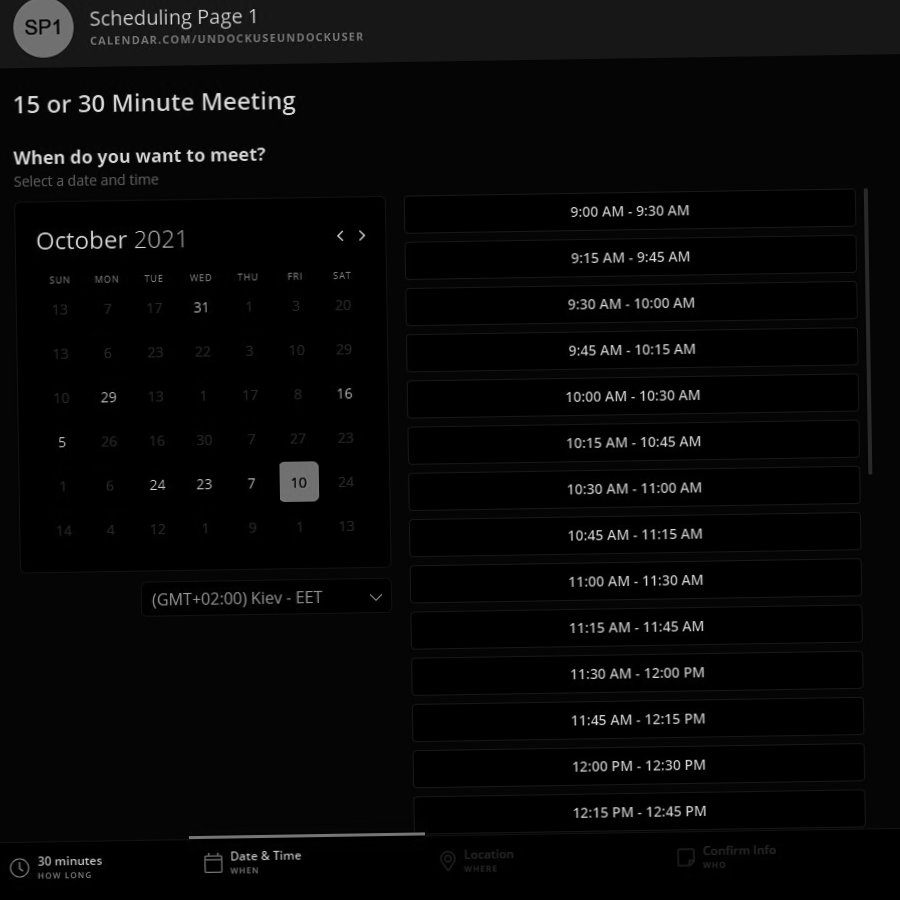 SP1
Scheduling Page 1
CALENDAR.COM/UNDOCKUSEUNDOCKUSER
15 or 30 Minute Meeting
When do you want to meet?
Select a date and time
October 2021
SUN MON TUE WED THU FRI SAT
13 7 17 31 1 3 20
13 6 23 22 3 10 29
10 29 13 1 17 8 16
5 26 16 30 7 27 23
1 6 24 23 7 10 24
14 4 12 1 9 1 13
(GMT+02:00) Kiev - EET
9:00 AM - 9:30 AM
9:15 AM - 9:45 AM
9:30 AM - 10:00 AM
9:45 AM - 10:15 AM
10:00 AM - 10:30 AM
10:15 AM - 10:45 AM
10:30 AM - 11:00 AM
10:45 AM - 11:15 AM
11:00 AM - 11:30 AM
11:15 AM - 11:45 AM
11:30 AM - 12:00 PM
11:45 AM - 12:15 PM
12:00 PM - 12:30 PM
12:15 PM - 12:45 PM
30 minutes
HOW LONG
Date & Time
WHEN
Location
WHERE
Confirm Info
WHO